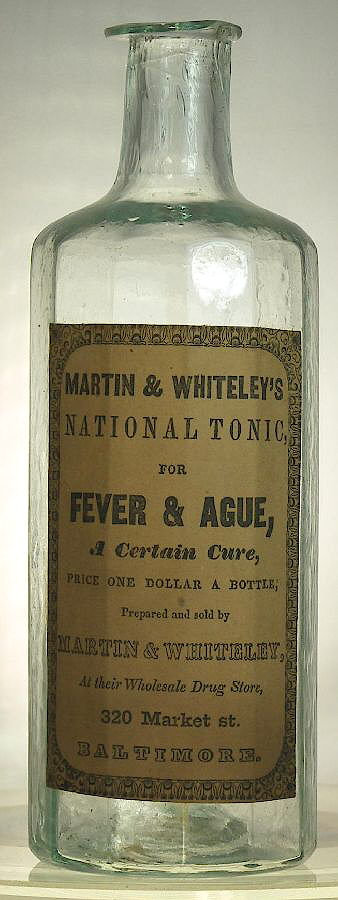 MARTIN & WHITELEY'S
NATIONAL TONIC,
FOR
FEVER & AGUE,
A Certain Cure,
PRICE ONE DOLLAR A BOTTLE,
Prepared and sold by
MARTIN & WHITELEY,
At their Wholesale Drug Store,
320 Market st.
BALTIMORE.